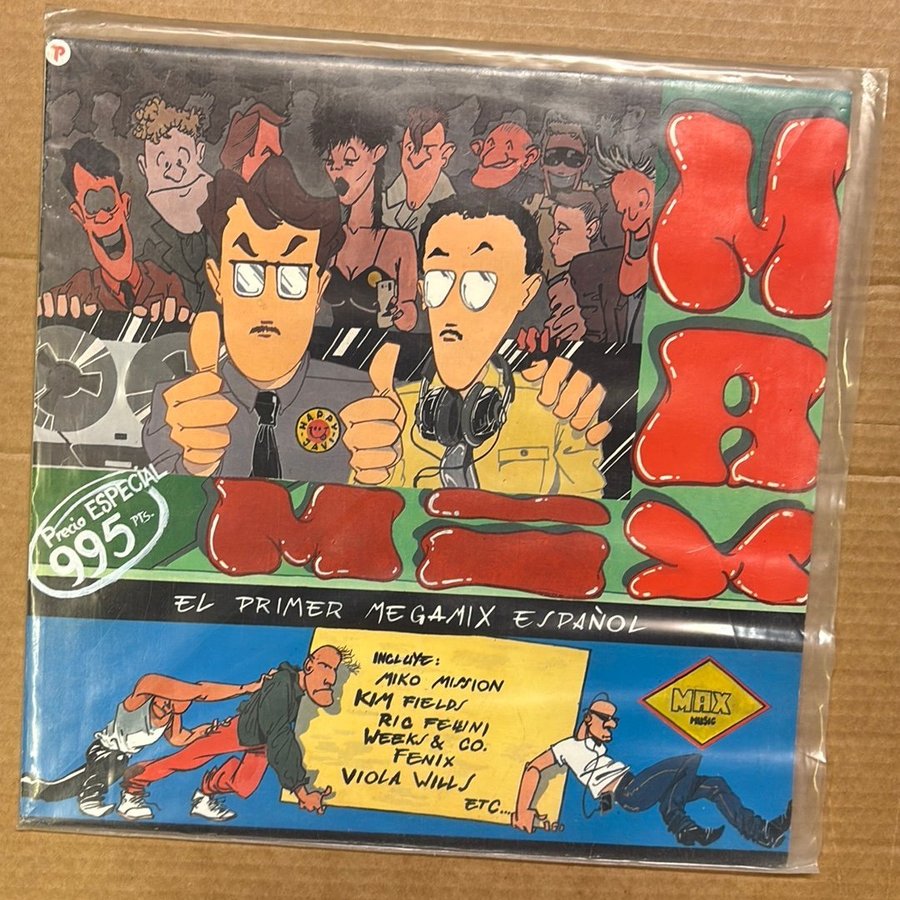 TP
MAX
MIX
HAPPY
Precio ESPECIAL
995 PTS.
EL PRIMER MEGAMIX ESPAÑOL
INCLUYE:
MIKO MISSION
KIM FIELDS
RIC FELLINI
WEEKS & CO.
FENIX
VIOLA WILLS
ETC...
MAX
MUSIC